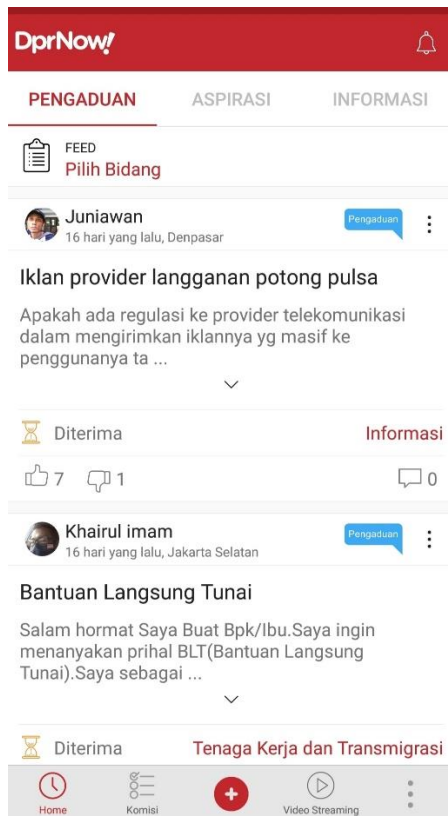 DprNow!
PENGADUAN ASPIRASI INFORMASI
FEED
Pilih Bidang
Juniawan
16 hari yang lalu, Denpasar
Pengaduan
Iklan provider langganan potong pulsa
Apakah ada regulasi ke provider telekomunikasi
dalam mengirimkan iklannya yg masif ke
penggunanya ta ...
Diterima Informasi
7 1 0
Khairul imam
16 hari yang lalu, Jakarta Selatan
Pengaduan
Bantuan Langsung Tunai
Salam hormat Saya Buat Bpk/Ibu.Saya ingin
menanyakan prihal BLT(Bantuan Langsung
Tunai).Saya sebagai ...
Diterima Tenaga Kerja dan Transmigrasi
Home Komisi Video Streaming